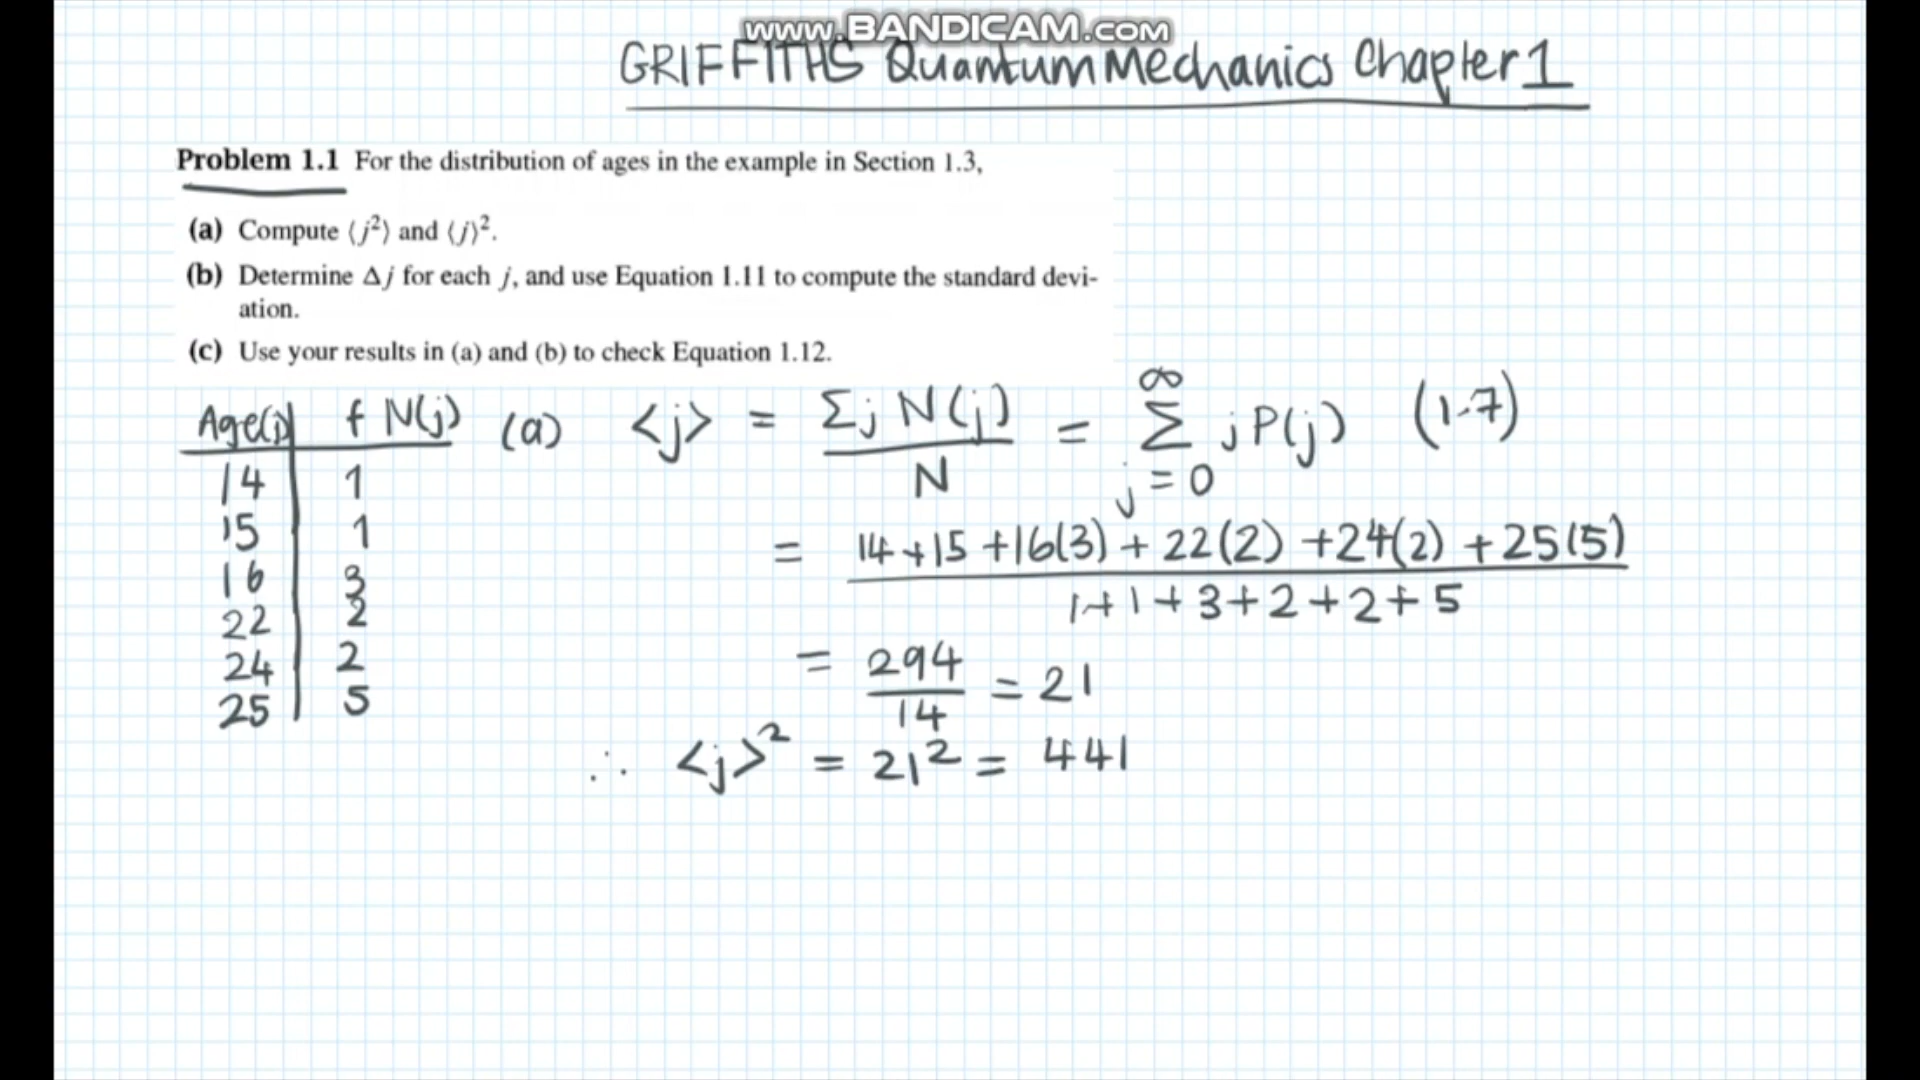 www.BANDICAM.com
GRIFFITHS Quantum Mechanics Chapter 1
Problem 1.1 For the distribution of ages in the example in Section 1.3,
(a) Compute ⟨j²⟩ and ⟨j⟩².
(b) Determine Δj for each j, and use Equation 1.11 to compute the standard devi-
ation.
(c) Use your results in (a) and (b) to check Equation 1.12.
Age(j) f N(j)
14 1
15 1
16 3
22 2
24 2
25 5
(a) <j> = Σj N(j) / N = ∞ Σ j=0 j P(j) (1.7)
= 14+15+16(3)+22(2)+24(2)+25(5) / 1+1+3+2+2+5
= 294/14 = 21
∴ <j>² = 21² = 441